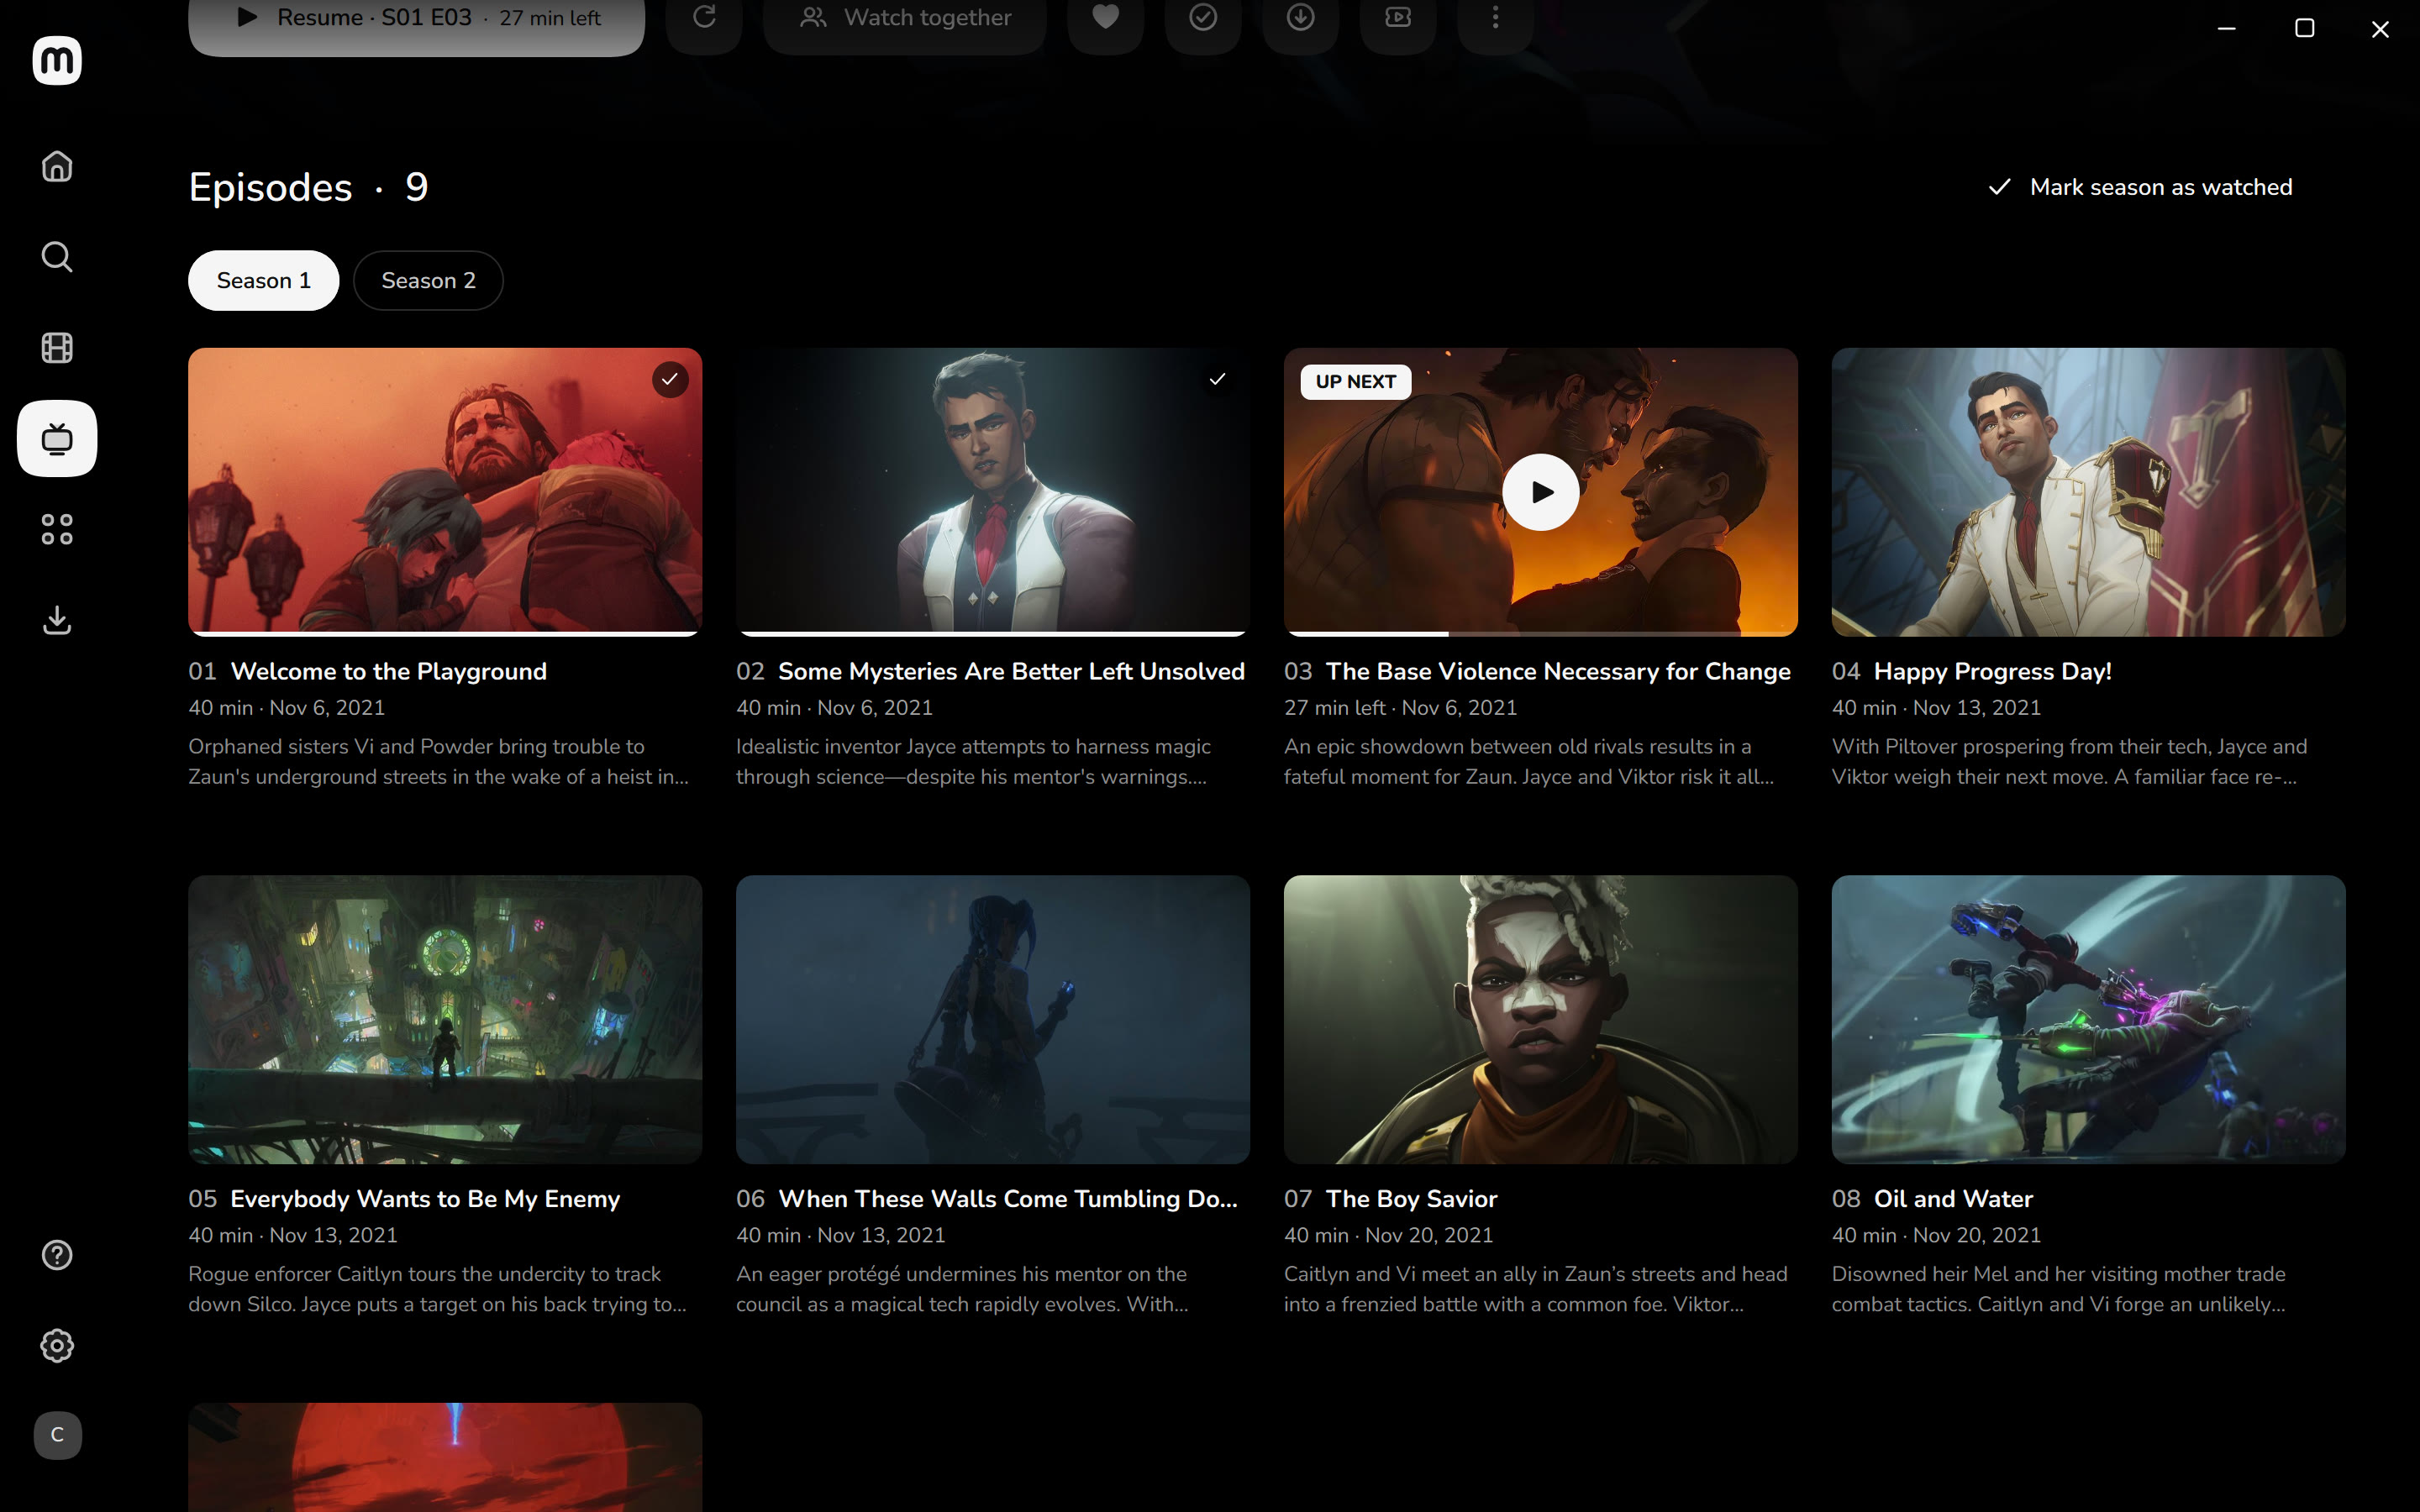 Resume · S01 E03 · 27 min left
Watch together
m
Episodes · 9
Mark season as watched
Season 1
Season 2
UP NEXT
01 Welcome to the Playground
40 min · Nov 6, 2021
Orphaned sisters Vi and Powder bring trouble to
Zaun's underground streets in the wake of a heist in...
02 Some Mysteries Are Better Left Unsolved
40 min · Nov 6, 2021
Idealistic inventor Jayce attempts to harness magic
through science—despite his mentor's warnings....
03 The Base Violence Necessary for Change
27 min left · Nov 6, 2021
An epic showdown between old rivals results in a
fateful moment for Zaun. Jayce and Viktor risk it all...
04 Happy Progress Day!
40 min · Nov 13, 2021
With Piltover prospering from their tech, Jayce and
Viktor weigh their next move. A familiar face re-...
05 Everybody Wants to Be My Enemy
40 min · Nov 13, 2021
Rogue enforcer Caitlyn tours the undercity to track
down Silco. Jayce puts a target on his back trying to...
06 When These Walls Come Tumbling Do...
40 min · Nov 13, 2021
An eager protégé undermines his mentor on the
council as a magical tech rapidly evolves. With...
07 The Boy Savior
40 min · Nov 20, 2021
Caitlyn and Vi meet an ally in Zaun’s streets and head
into a frenzied battle with a common foe. Viktor...
08 Oil and Water
40 min · Nov 20, 2021
Disowned heir Mel and her visiting mother trade
combat tactics. Caitlyn and Vi forge an unlikely...
C